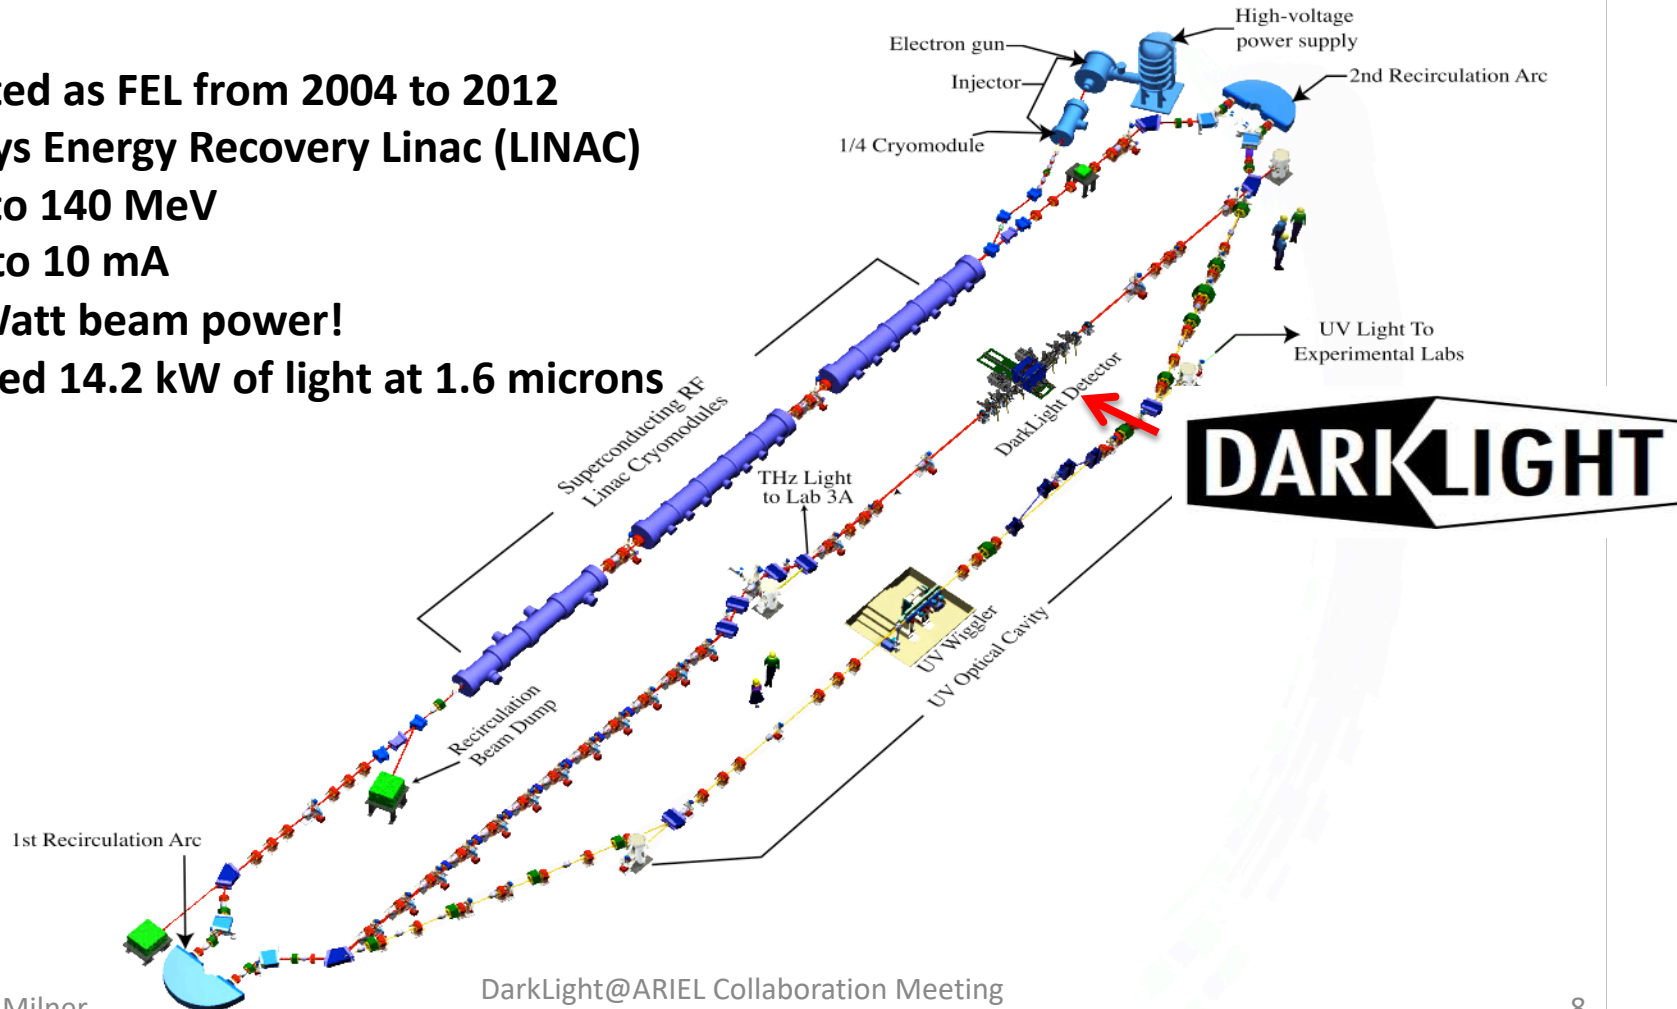 ted as FEL from 2004 to 2012
ys Energy Recovery Linac (LINAC)
to 140 MeV
to 10 mA
Watt beam power!
ed 14.2 kW of light at 1.6 microns
High-voltage
power supply
Electron gun
Injector
2nd Recirculation Arc
1/4 Cryomodule
UV Light To
Experimental Labs
DarkLight Detector
DARKLIGHT
Superconducting RF
Linac Cryomodules
THz Light
to Lab 3A
UV Wiggler
UV Optical Cavity
Recirculation
Beam Dump
1st Recirculation Arc
DarkLight@ARIEL Collaboration Meeting
Milner
8